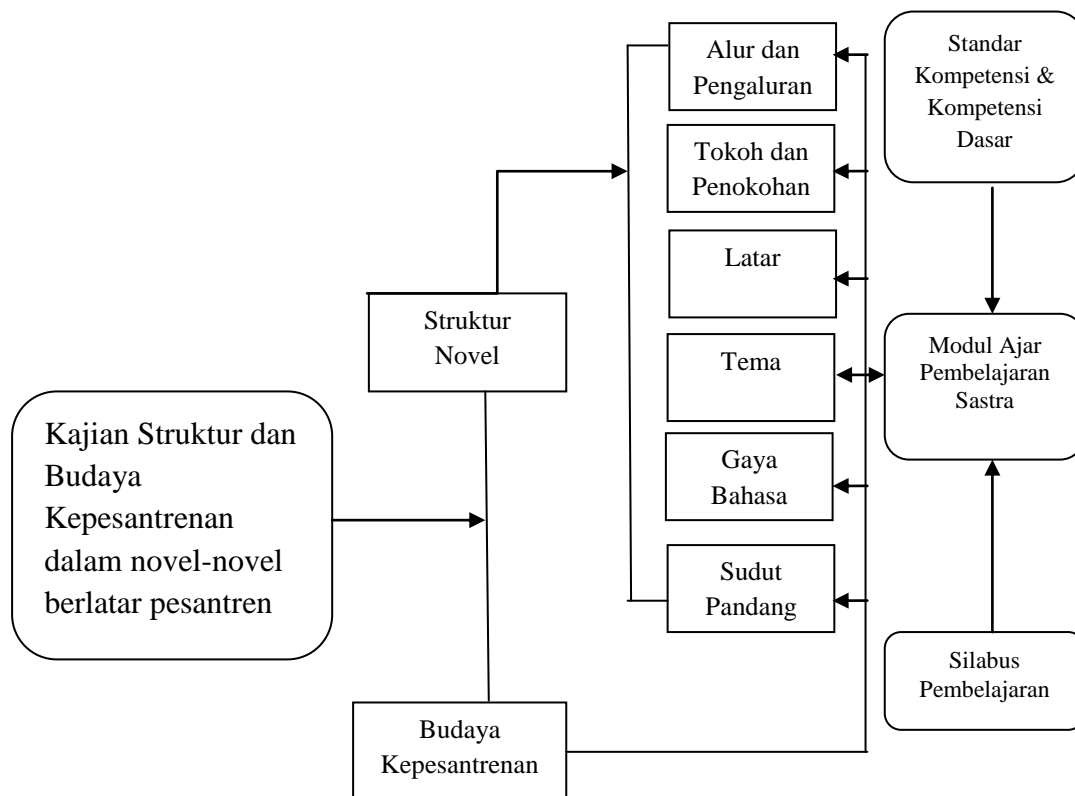 Alur dan
Pengaluran
Standar
Kompetensi &
Kompetensi
Dasar
Tokoh dan
Penokohan
Latar
Struktur
Novel
Tema
Modul Ajar
Pembelajaran
Sastra
Kajian Struktur dan
Budaya
Kepesantrenan
dalam novel-novel
berlatar pesantren
Gaya
Bahasa
Sudut
Pandang
Silabus
Pembelajaran
Budaya
Kepesantrenan